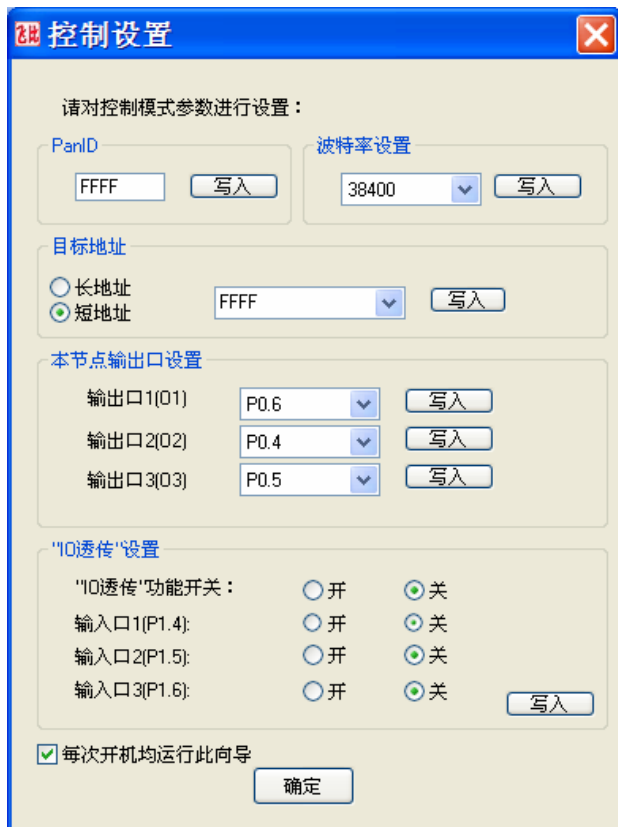 飞比 控制设置
请对控制模式参数进行设置：
PanID
波特率设置
FFFF 写入
38400 写入
目标地址
长地址
短地址
FFFF 写入
本节点输出口设置
输出口1(O1) P0.6 写入
输出口2(O2) P0.4 写入
输出口3(O3) P0.5 写入
"IO透传"设置
"IO透传"功能开关： 开 关
输入口1(P1.4): 开 关
输入口2(P1.5): 开 关
输入口3(P1.6): 开 关
写入
每次开机均运行此向导
确定